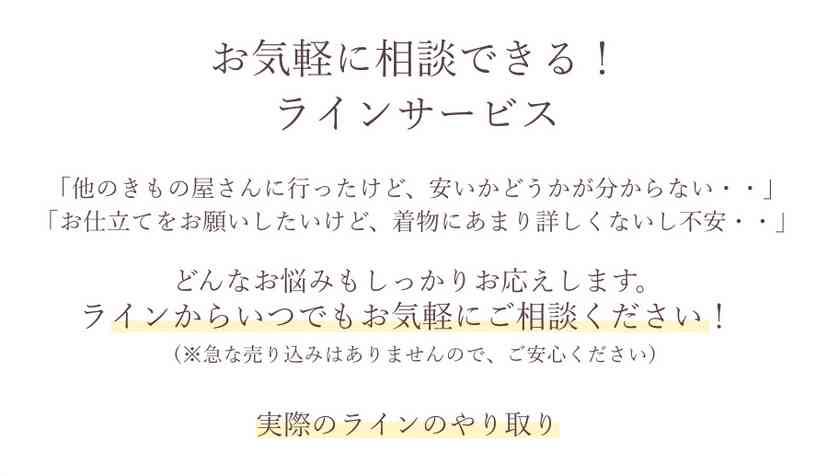 お気軽に相談できる！
ラインサービス
「他のきもの屋さんに行ったけど、安いかどうかが分からない・・」
「お仕立てをお願いしたいけど、着物にあまり詳しくないし不安・・」
どんなお悩みもしっかりお応えします。
ラインからいつでもお気軽にご相談ください！
（※急な売り込みはありませんので、ご安心ください）
実際のラインのやり取り